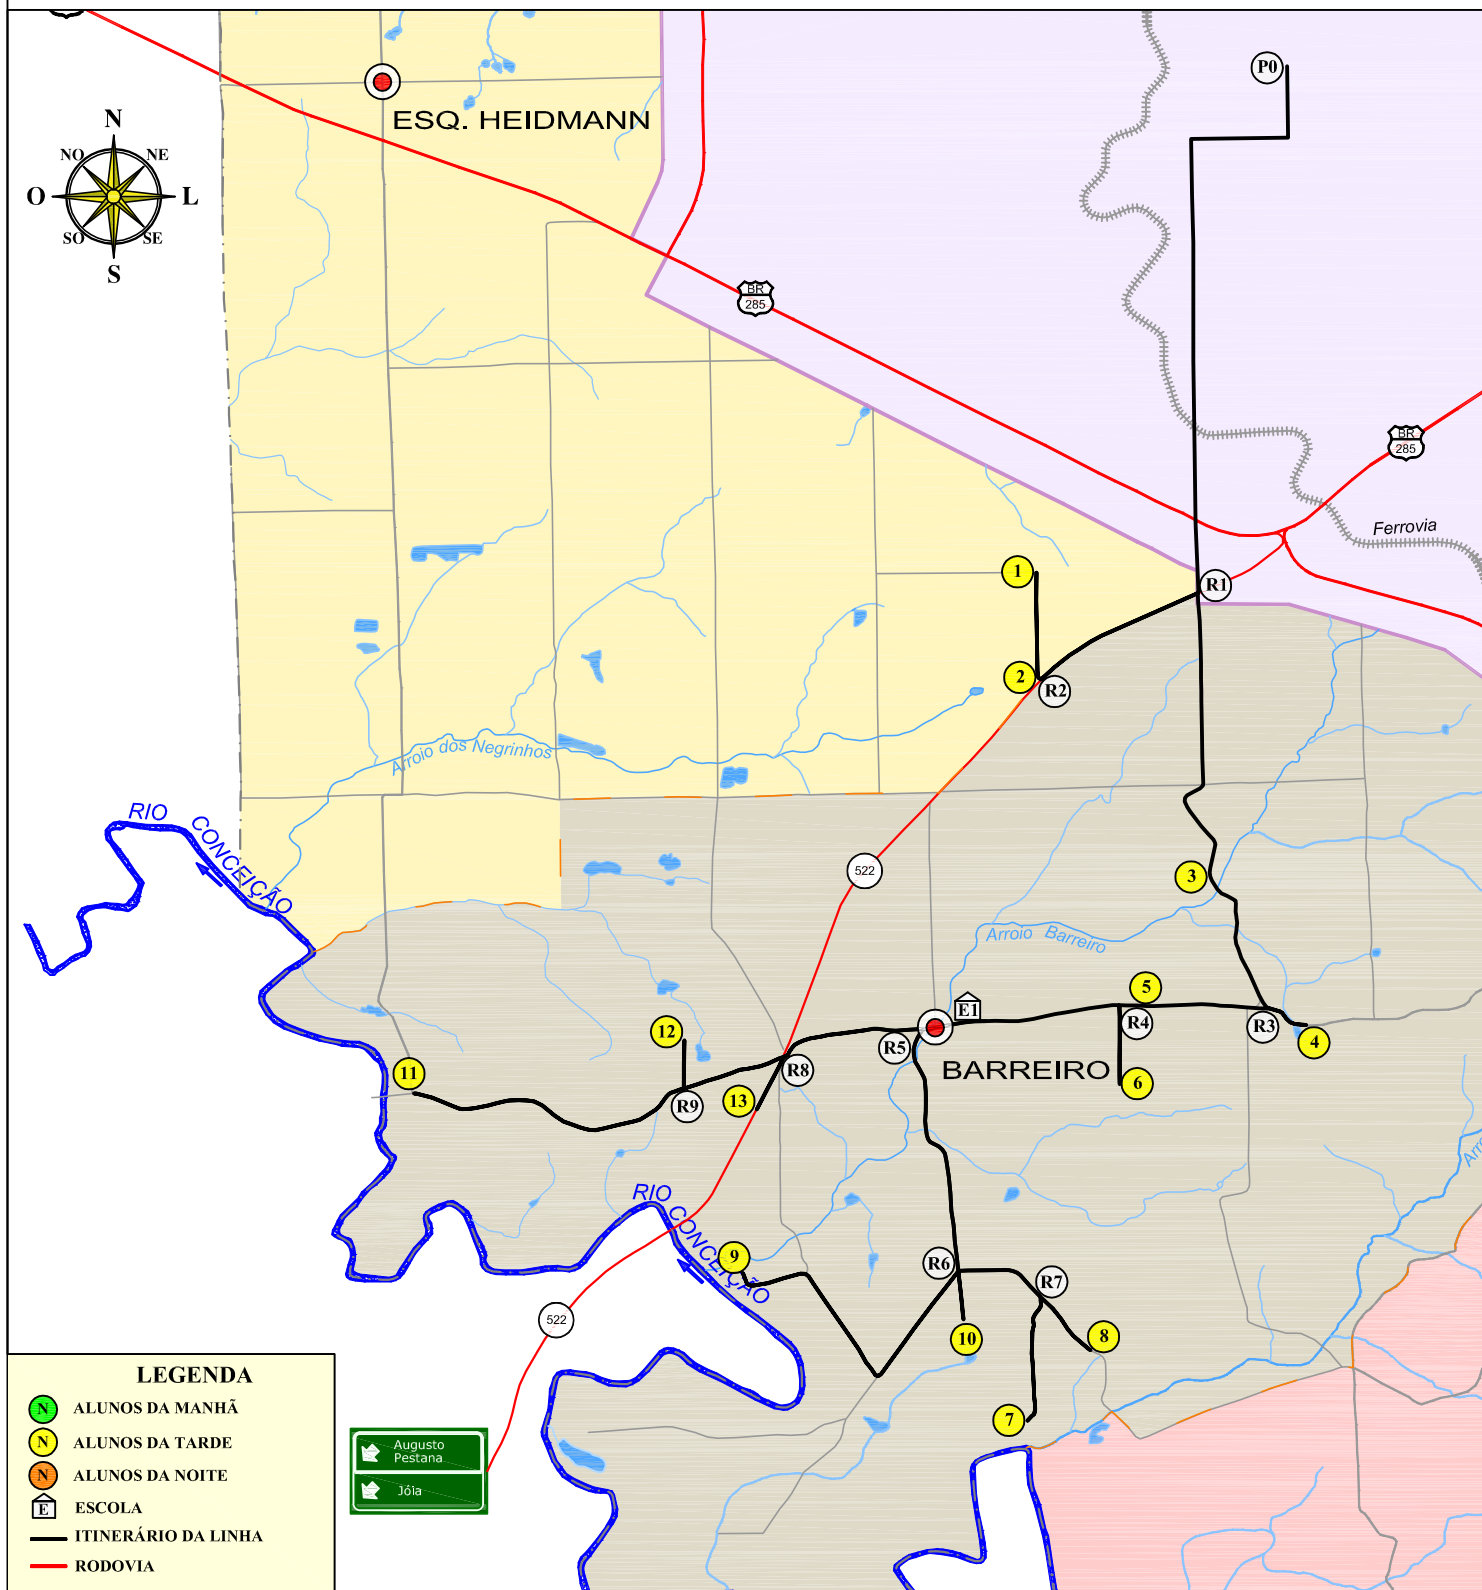 P0
ESQ. HEIDMANN
N
NO
NE
O
L
SO
SE
S
BR
285
BR
285
Ferrovia
1
R1
2
R2
Arroio dos Negrinhos
RIO
CONCEIÇÃO
522
3
Arroio Barreiro
5
E1
R4
R3
4
12
R5
R8
BARREIRO
6
11
R9
13
RIO
CONCEIÇÃO
9
R6
R7
522
10
8
7
LEGENDA
N ALUNOS DA MANHÃ
N ALUNOS DA TARDE
N ALUNOS DA NOITE
E ESCOLA
ITINERÁRIO DA LINHA
RODOVIA
Augusto
Pestana
Jóia